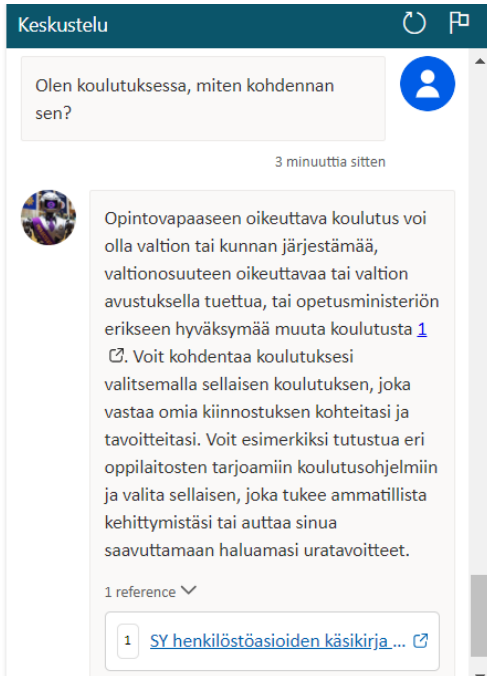 Keskustelu
Olen koulutuksessa, miten kohdennan
sen?
3 minuuttia sitten
Opintovapaaseen oikeuttava koulutus voi
olla valtion tai kunnan järjestämää,
valtionosuuteen oikeuttavaa tai valtion
avustuksella tuettua, tai opetusministeriön
erikseen hyväksymää muuta koulutusta 1
. Voit kohdentaa koulutuksesi
valitsemalla sellaisen koulutuksen, joka
vastaa omia kiinnostuksen kohteitasi ja
tavoitteitasi. Voit esimerkiksi tutustua eri
oppilaitosten tarjoamiin koulutusohjelmiin
ja valita sellaisen, joka tukee ammatillista
kehittymistäsi tai auttaa sinua
saavuttamaan haluamasi uratavoitteet.
1 reference
1 SY henkilöstöasioiden käsikirja ...